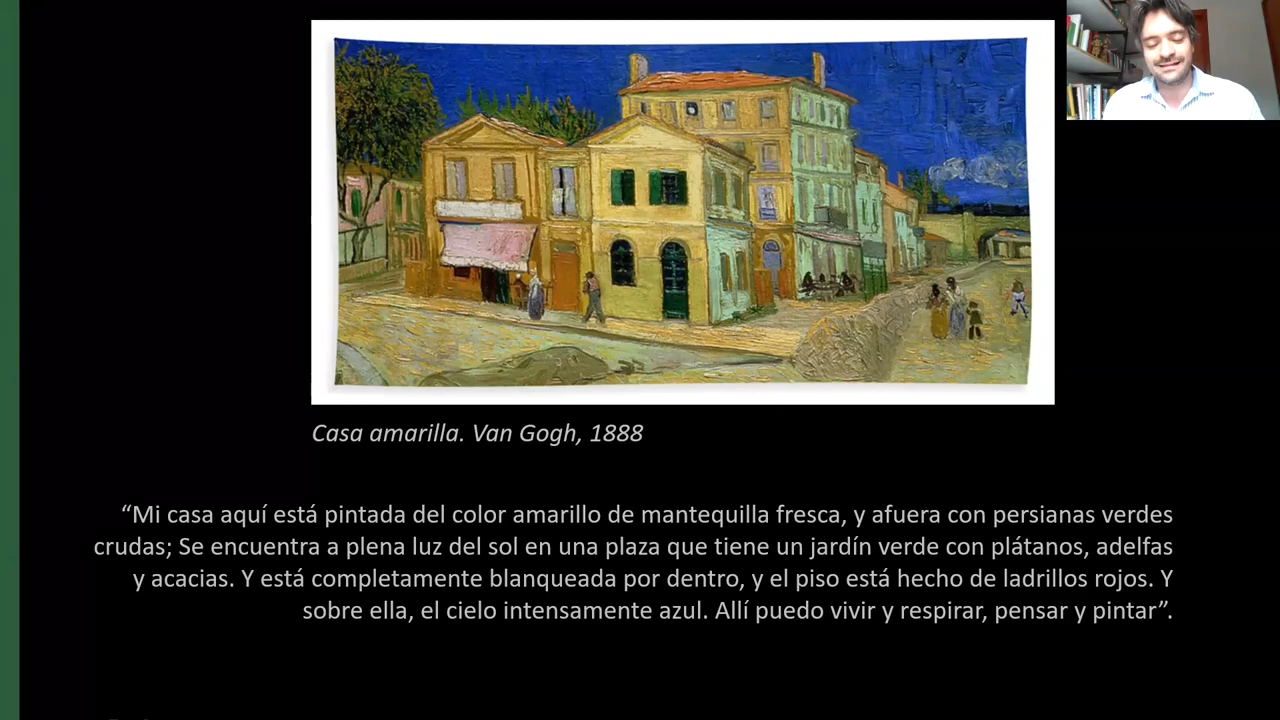 Casa amarilla. Van Gogh, 1888
“Mi casa aquí está pintada del color amarillo de mantequilla fresca, y afuera con persianas verdes
crudas; Se encuentra a plena luz del sol en una plaza que tiene un jardín verde con plátanos, adelfas
y acacias. Y está completamente blanqueada por dentro, y el piso está hecho de ladrillos rojos. Y
sobre ella, el cielo intensamente azul. Allí puedo vivir y respirar, pensar y pintar”.